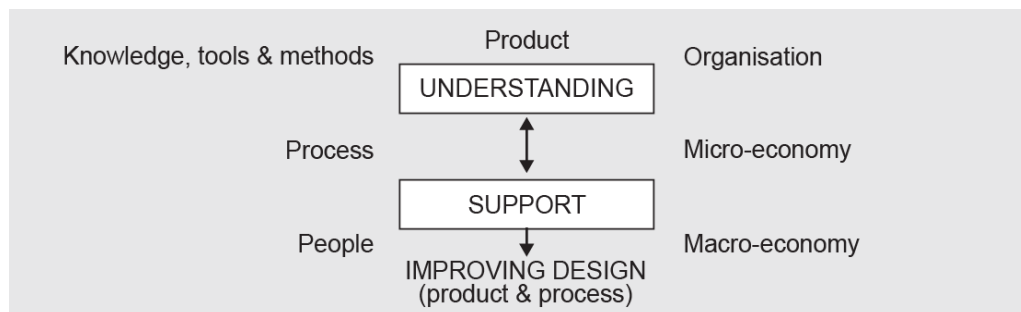 Product
Knowledge, tools & methods
Organisation
UNDERSTANDING
Process
Micro-economy
SUPPORT
People
Macro-economy
IMPROVING DESIGN
(product & process)